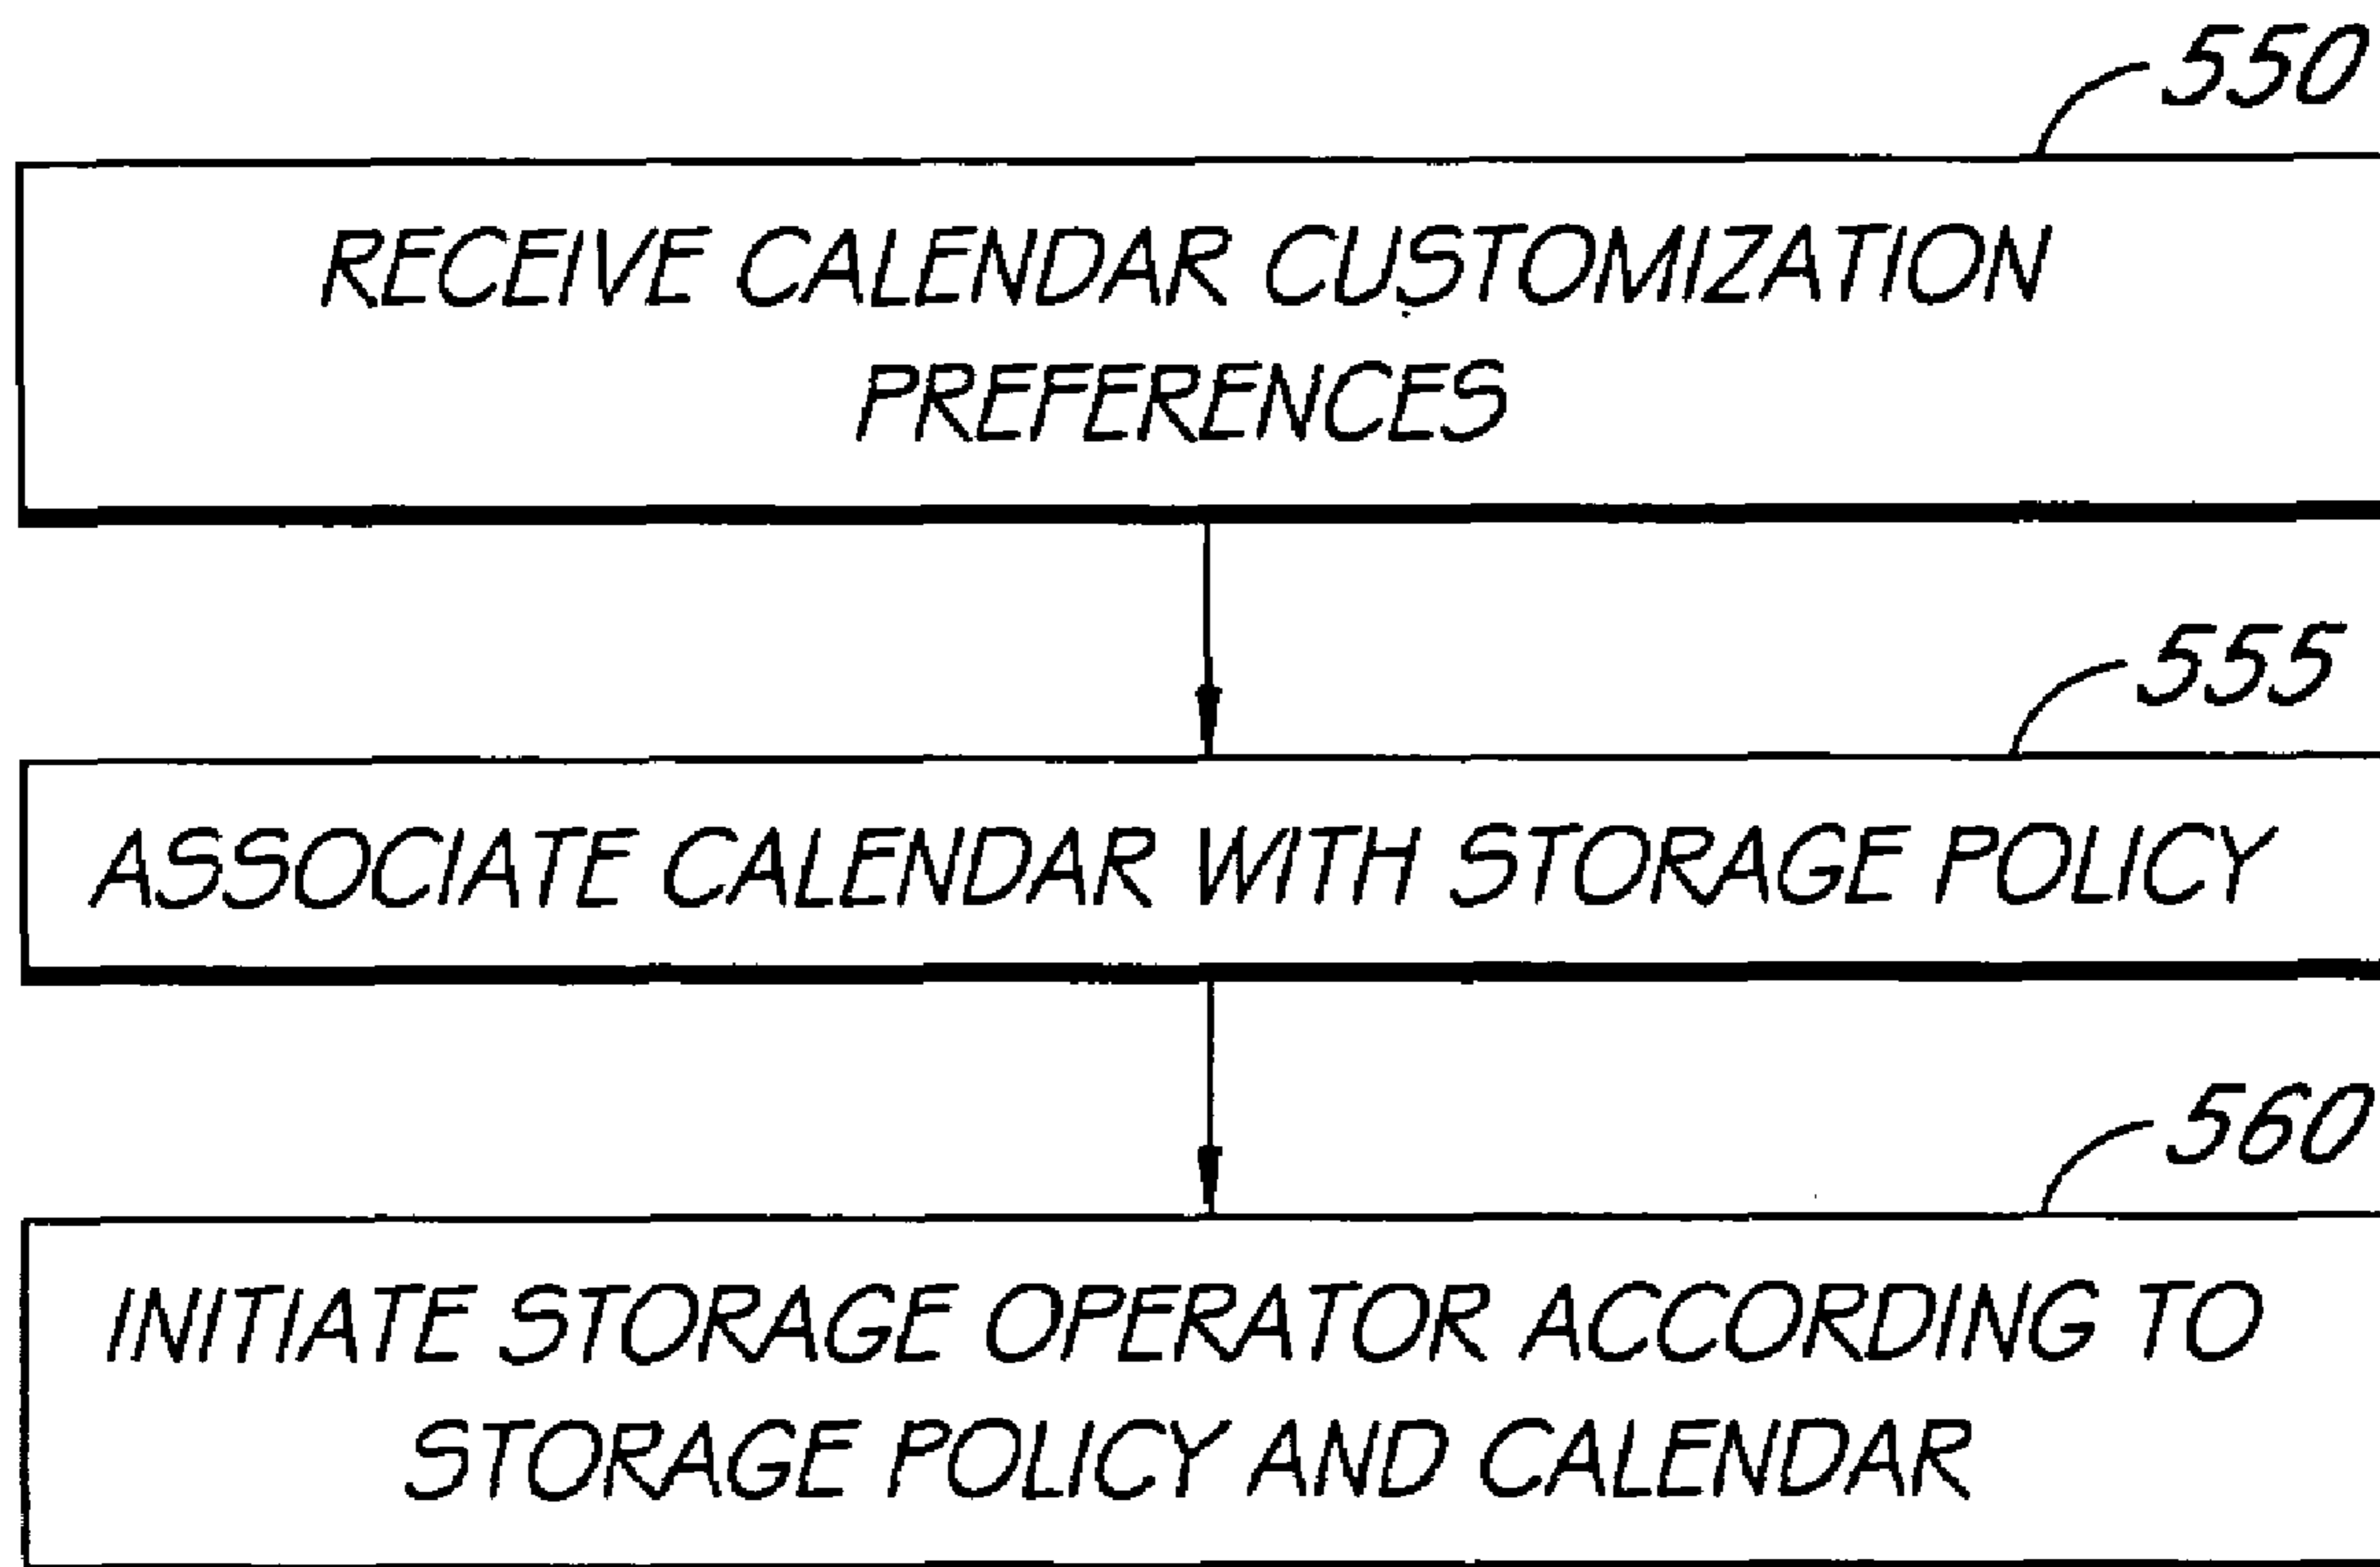 550
RECEIVE CALENDAR CUSTOMIZATION
PREFERENCES
555
ASSOCIATE CALENDAR WITH STORAGE POLICY
560
INITIATE STORAGE OPERATOR ACCORDING TO
STORAGE POLICY AND CALENDAR